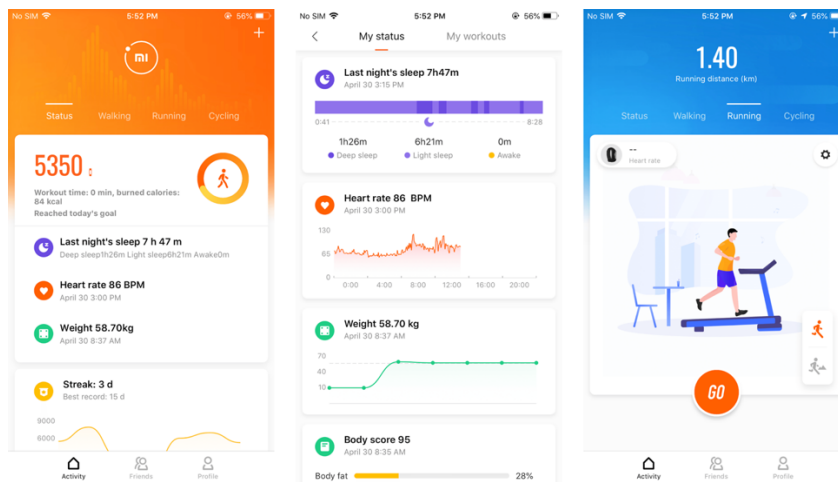 No SIM 5:52 PM 56%
mi
Status Walking Running Cycling
5350
Workout time: 0 min, burned calories:
84 kcal
Reached today's goal
Last night's sleep 7 h 47 m
Deep sleep1h26m Light sleep6h21m Awake0m
Heart rate 86 BPM
April 30 3:00 PM
Weight 58.70kg
April 30 8:37 AM
Streak: 3 d
Best record: 15 d
9000
6000
Activity Friends Profile
No SIM 5:52 PM 56%
My status My workouts
Last night's sleep 7h47m
April 30 3:15 PM
0:41 8:28
1h26m 6h21m 0m
Deep sleep Light sleep Awake
Heart rate 86 BPM
April 30 3:00 PM
130
65
0
0:00 4:00 8:00 12:00 16:00 20:00
Weight 58.70 kg
April 30 8:37 AM
70
40
10
Body score 95
April 30 8:35 AM
Body fat 28%
No SIM 5:52 PM 56%
1.40
Running distance (km)
Status Walking Running Cycling
--
Heart rate
GO
Activity Friends Profile